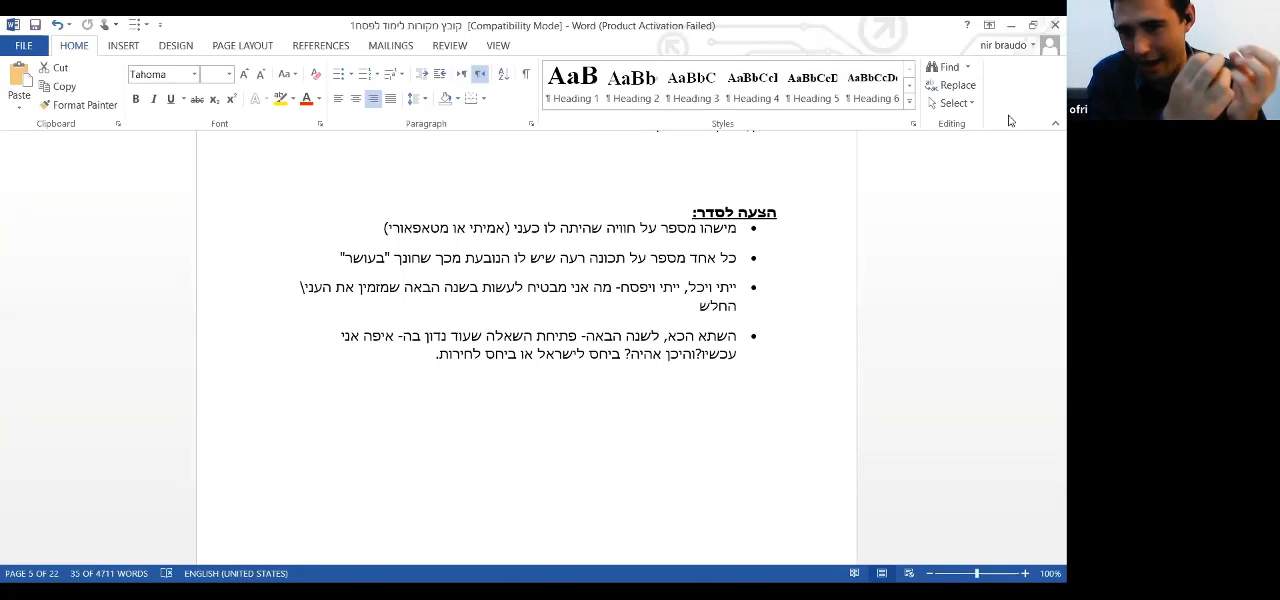 קובץ מקורות לימוד לפסח1 [Compatibility Mode] - Word (Product Activation Failed)
FILE HOME INSERT DESIGN PAGE LAYOUT REFERENCES MAILINGS REVIEW VIEW nir braudo
Paste Cut Copy Format Painter
Tahoma
AaB AaBb AaBbC AaBbCcI AaBbCcD AaBbCcDc
¶ Heading 1 ¶ Heading 2 ¶ Heading 3 ¶ Heading 4 ¶ Heading 5 ¶ Heading 6
Find
Replace
Select
Clipboard Font Paragraph Styles Editing
ofri
הצעה לסדר:
• מישהו מספר על חוויה שהיתה לו כעני (אמיתי או מטאפאורי)
• כל אחד מספר על תכונה רעה שיש לו הנובעת מכך שחונך "בעושר"
• ייתי ויכל, ייתי ויפסח- מה אני מבטיח לעשות בשנה הבאה שמזמין את העני\
החלש
• השתא הכא, לשנה הבאה- פתיחת השאלה שעוד נדון בה- איפה אני
עכשיו?והיכן אהיה? ביחס לישראל או ביחס לחירות.
PAGE 5 OF 22 35 OF 4711 WORDS ENGLISH (UNITED STATES) 100%